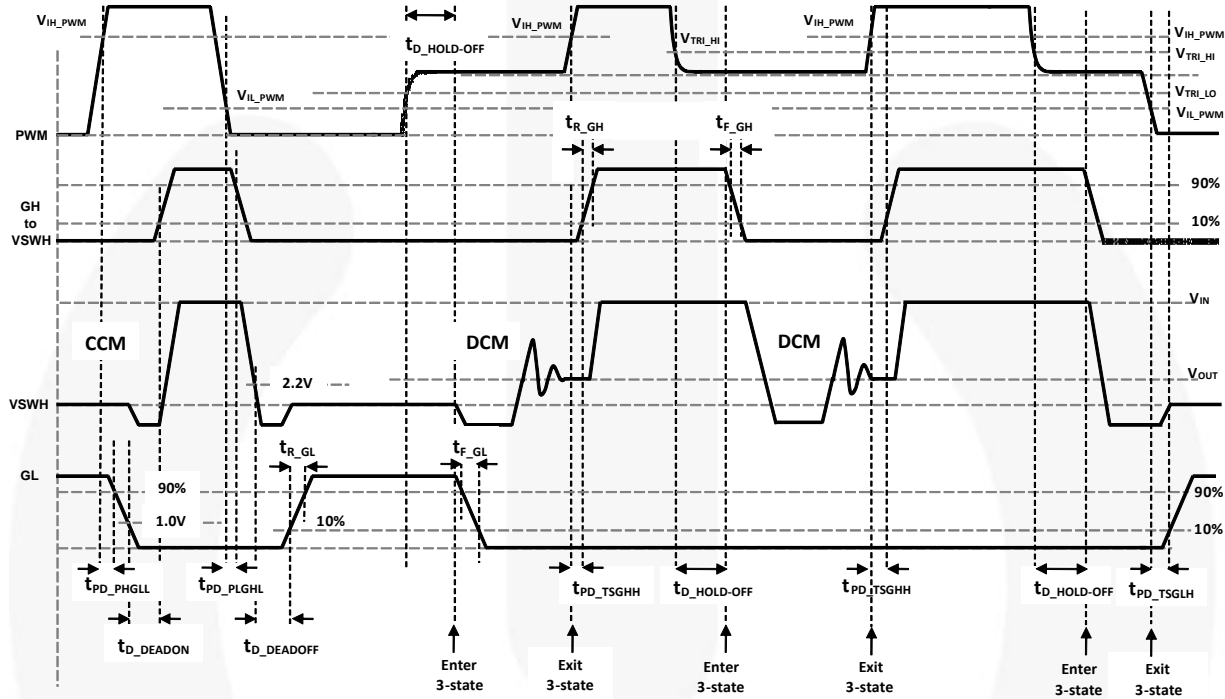 VIH_PWM
VIL_PWM
tD_HOLD-OFF
VIH_PWM
VTRI_HI
VIH_PWM
VIH_PWM
VTRI_HI
VTRI_LO
VIL_PWM
PWM
tR_GH
tF_GH
GH
to
VSWH
90%
10%
VIN
CCM
DCM
DCM
2.2V
VOUT
VSWH
tR_GL
tF_GL
GL
90%
1.0V
10%
90%
10%
tPD_PHGLL
tPD_PLGHL
tPD_TSGHH
tD_HOLD-OFF
tPD_TSGHH
tD_HOLD-OFF
tPD_TSGLH
tD_DEADON
tD_DEADOFF
Enter
3-state
Exit
3-state
Enter
3-state
Exit
3-state
Enter
3-state
Exit
3-state